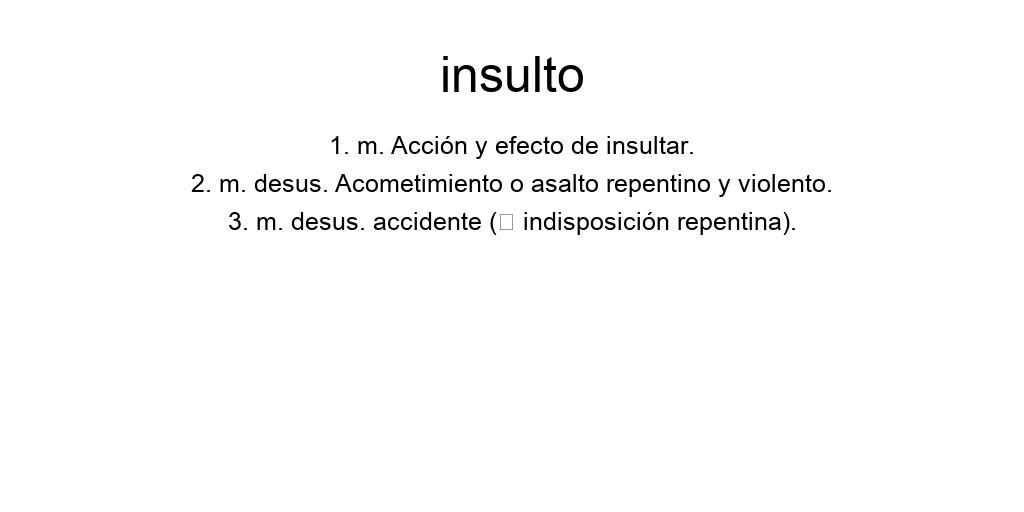 insulto
1. m. Acción y efecto de insultar.
2. m. desus. Acometimiento o asalto repentino y violento.
3. m. desus. accidente (□ indisposición repentina).